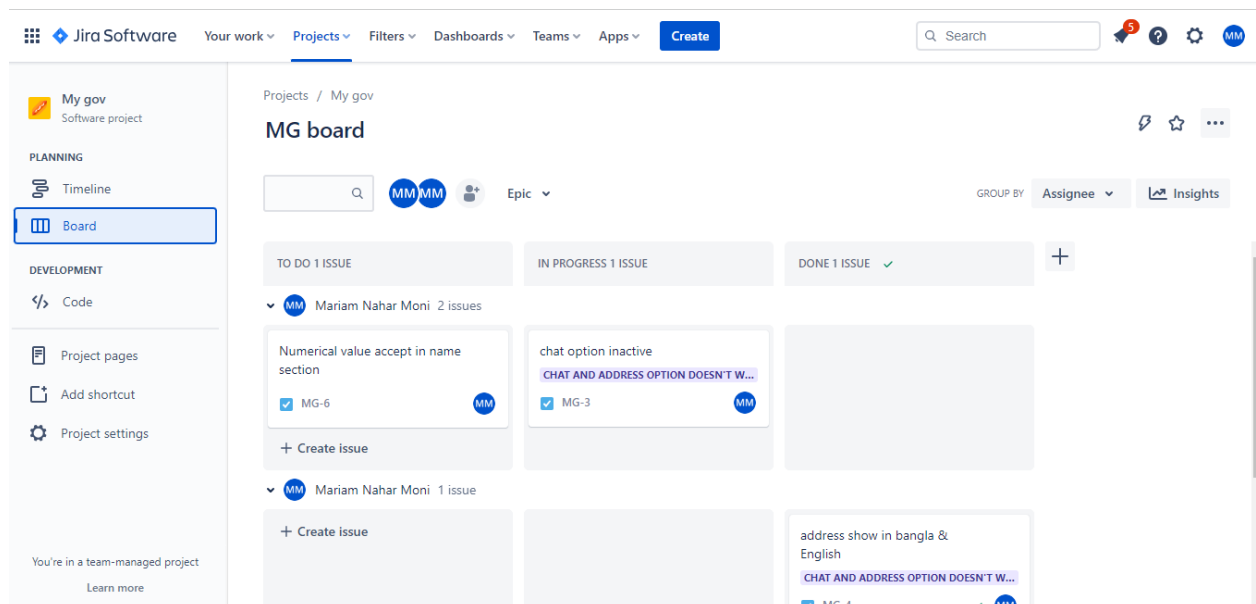 Jira Software Your work Projects Filters Dashboards Teams Apps Create Search 5 MM
My gov
Software project
PLANNING
Timeline
Board
DEVELOPMENT
Code
Project pages
Add shortcut
Project settings
You're in a team-managed project
Learn more
Projects / My gov
MG board
MM MM Epic GROUP BY Assignee Insights
TO DO 1 ISSUE IN PROGRESS 1 ISSUE DONE 1 ISSUE
MM Mariam Nahar Moni 2 issues
Numerical value accept in name
section
MG-6 MM
+ Create issue
chat option inactive
CHAT AND ADDRESS OPTION DOESN'T W...
MG-3 MM
MM Mariam Nahar Moni 1 issue
+ Create issue
address show in bangla &
English
CHAT AND ADDRESS OPTION DOESN'T W...
MM